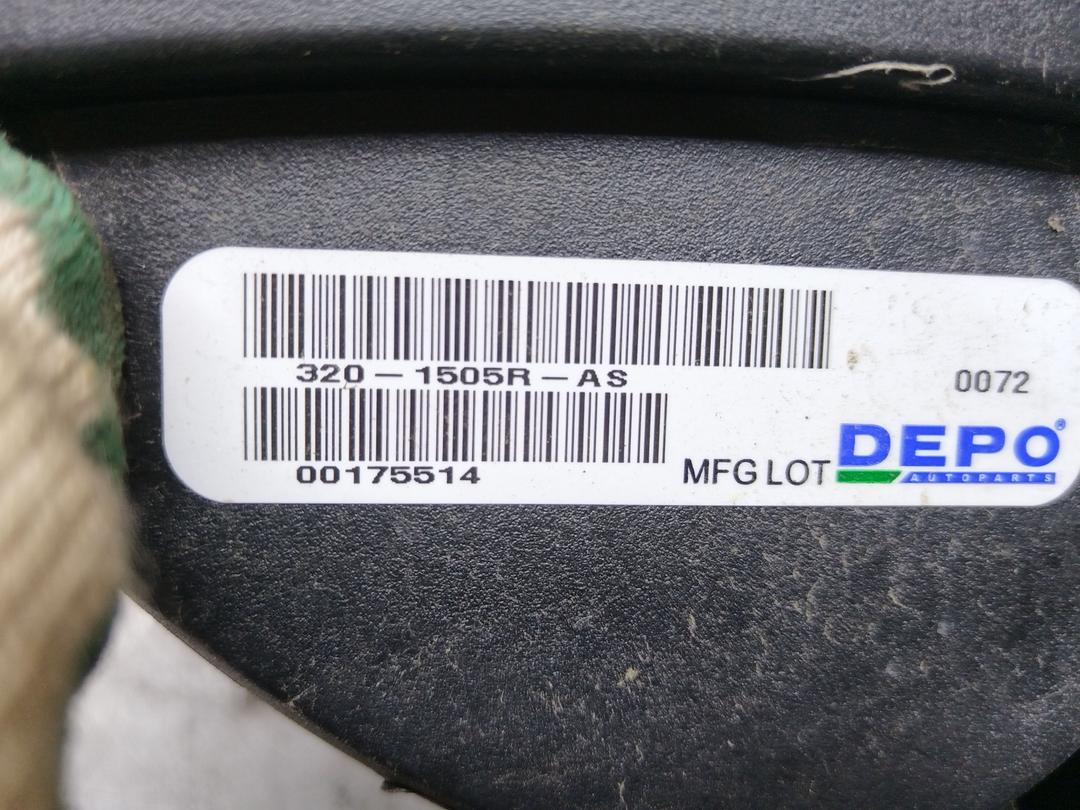 320-1505R-AS
0072
00175514
MFG LOT
DEPO®
AUTOPARTS